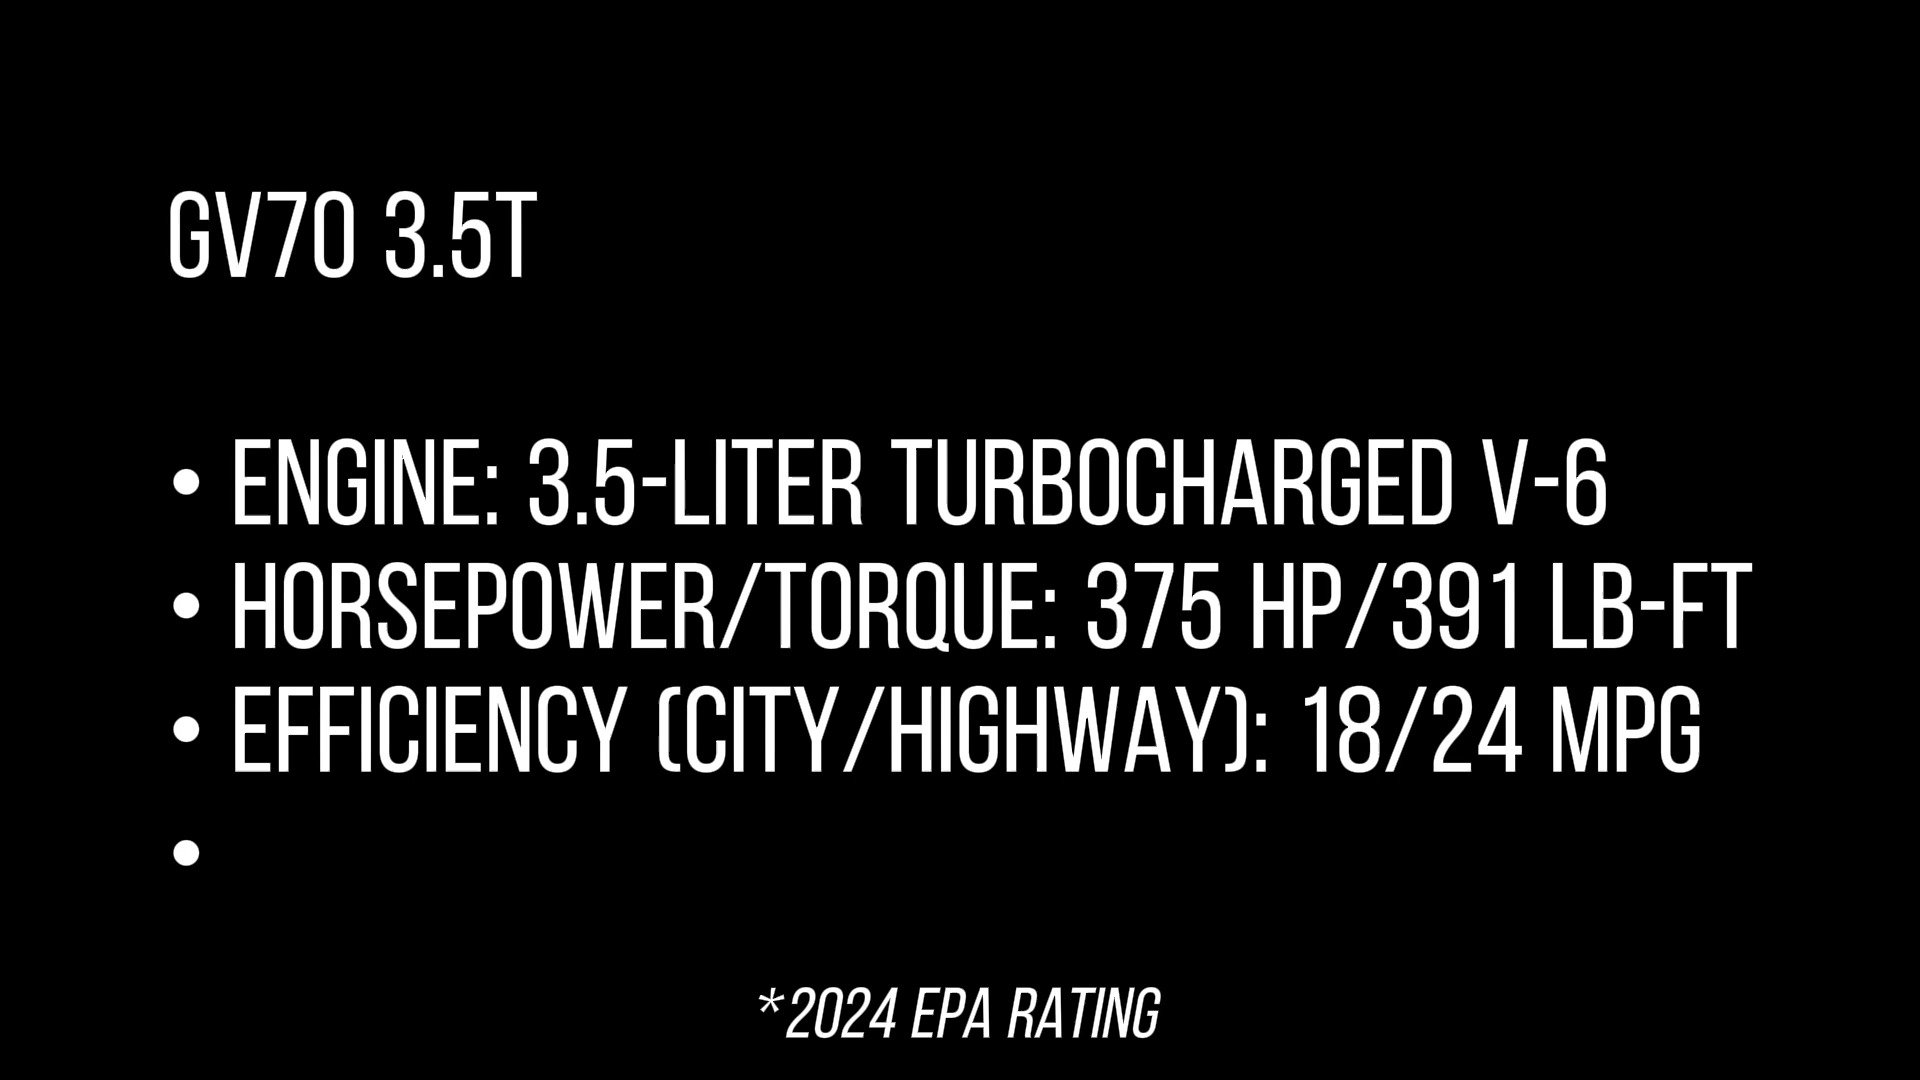 GV70 3.5T
• ENGINE: 3.5-LITER TURBOCHARGED V-6
• HORSEPOWER/TORQUE: 375 HP/391 LB-FT
• EFFICIENCY (CITY/HIGHWAY): 18/24 MPG
•
*2024 EPA RATING